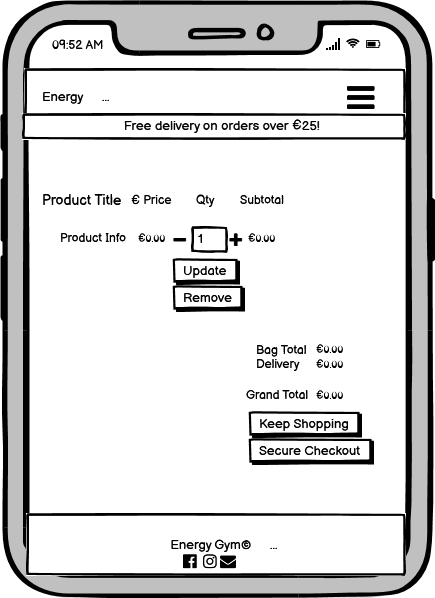 09:52 AM
Energy ...
Free delivery on orders over €25!
Product Title € Price Qty Subtotal
Product Info €0.00 − 1 + €0.00
Update
Remove
Bag Total €0.00
Delivery €0.00
Grand Total €0.00
Keep Shopping
Secure Checkout
Energy Gym© ...